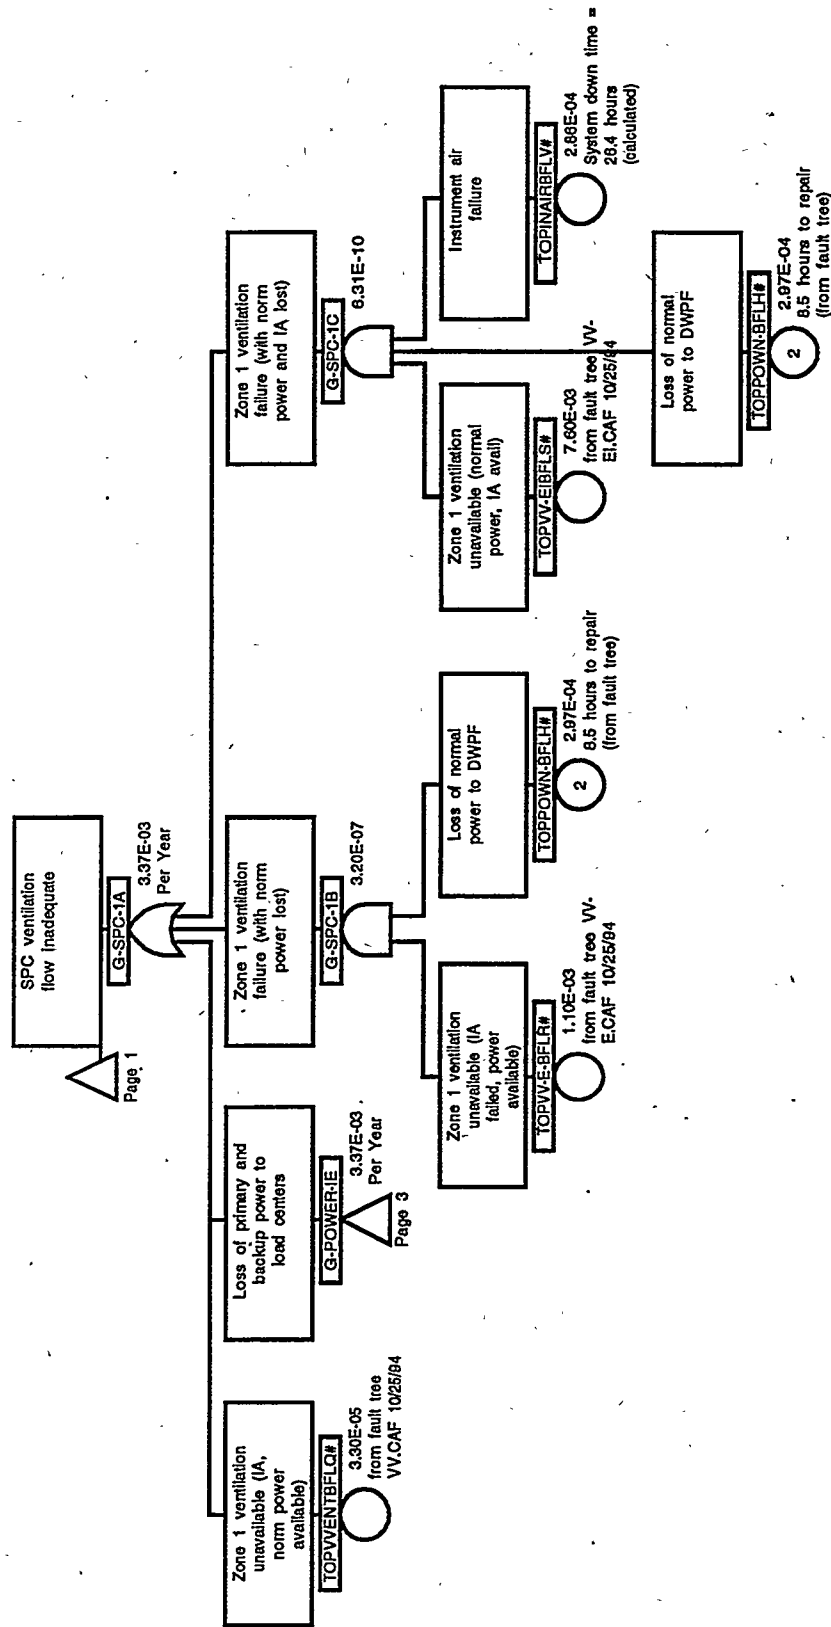 SPC ventilation
flow inadequate
G-SPC-1A
3.37E-03
Per Year
Page 1
Zone 1 ventilation
unavailable (IA,
norm power
available)
TOPVVENTBFLQ#
3.30E-05
from fault tree
VV.CAF 10/25/94
Loss of primary and
backup power to
load centers
G-POWER-IE
3.37E-03
Per Year
Page 3
Zone 1 ventilation
failure (with norm
power lost)
G-SPC-1B
3.20E-07
Zone 1 ventilation
unavailable (IA
failed, power
available)
TOPVV-E-BFLR#
1.10E-03
from fault tree VV-
E.CAF 10/25/94
Loss of normal
power to DWPF
TOPPOWN-BFLH#
2
2.97E-04
8.5 hours to repair
(from fault tree)
Zone 1 ventilation
failure (with norm
power and IA lost)
G-SPC-1C
6.31E-10
Zone 1 ventilation
unavailable (normal
power, IA avail)
TOPVV-EIBFLS#
7.60E-03
from fault tree VV-
EI.CAF 10/25/94
Loss of normal
power to DWPF
TOPPOWN-BFLH#
2
2.97E-04
8.5 hours to repair
(from fault tree)
Instrument air
failure
TOPINAIRBFLV#
2.86E-04
System down time =
26.4 hours
(calculated)